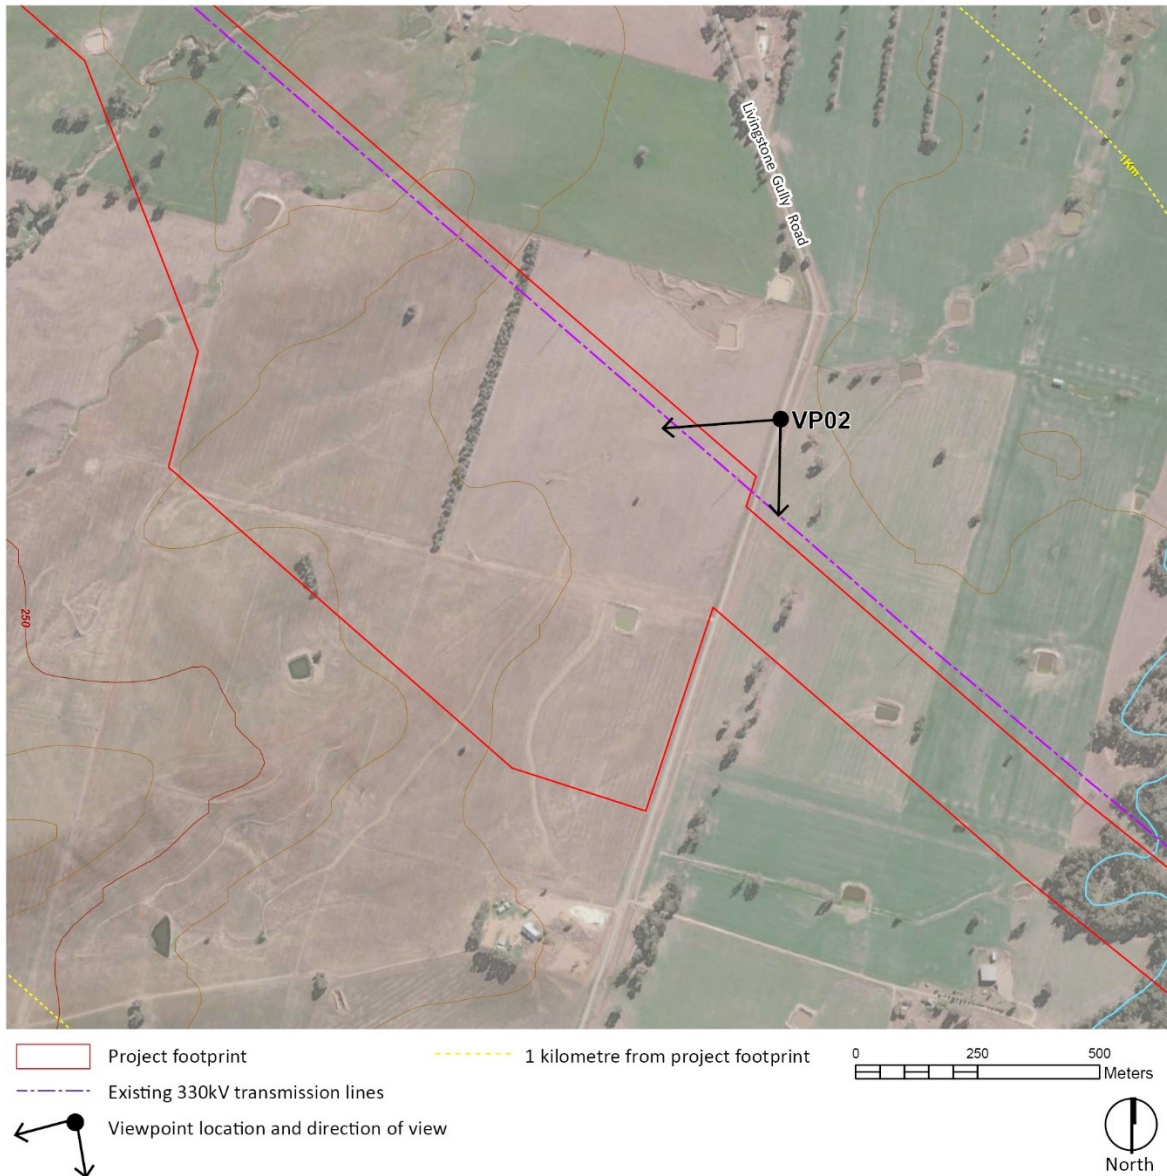 Livingstone Gully Road
1Km
VP02
250
Project footprint
1 kilometre from project footprint
0 250 500
Meters
Existing 330kV transmission lines
Viewpoint location and direction of view
North